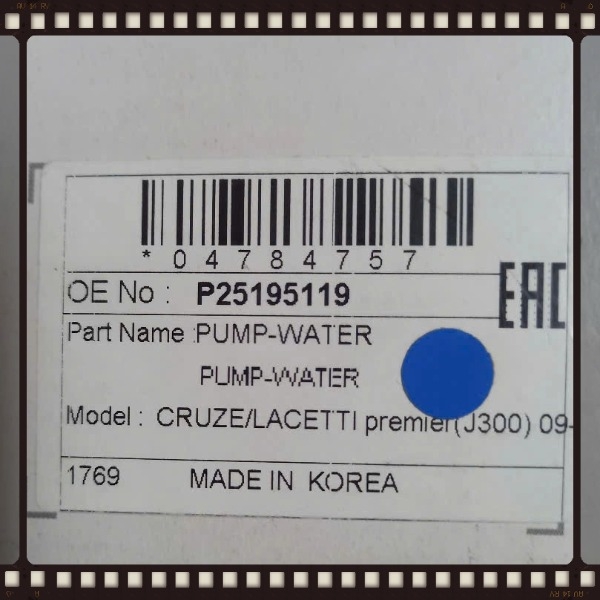 *04784757
OE No : P25195119
EAC
Part Name :PUMP-WATER
PUMP-WATER
Model : CRUZE/LACETTI premier(J300) 09-
1769 MADE IN KOREA